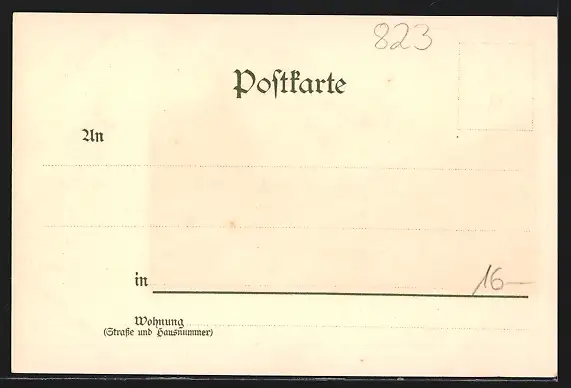 823
Postkarte
An
in
16-
Wohnung
(Straße und Hausnummer)